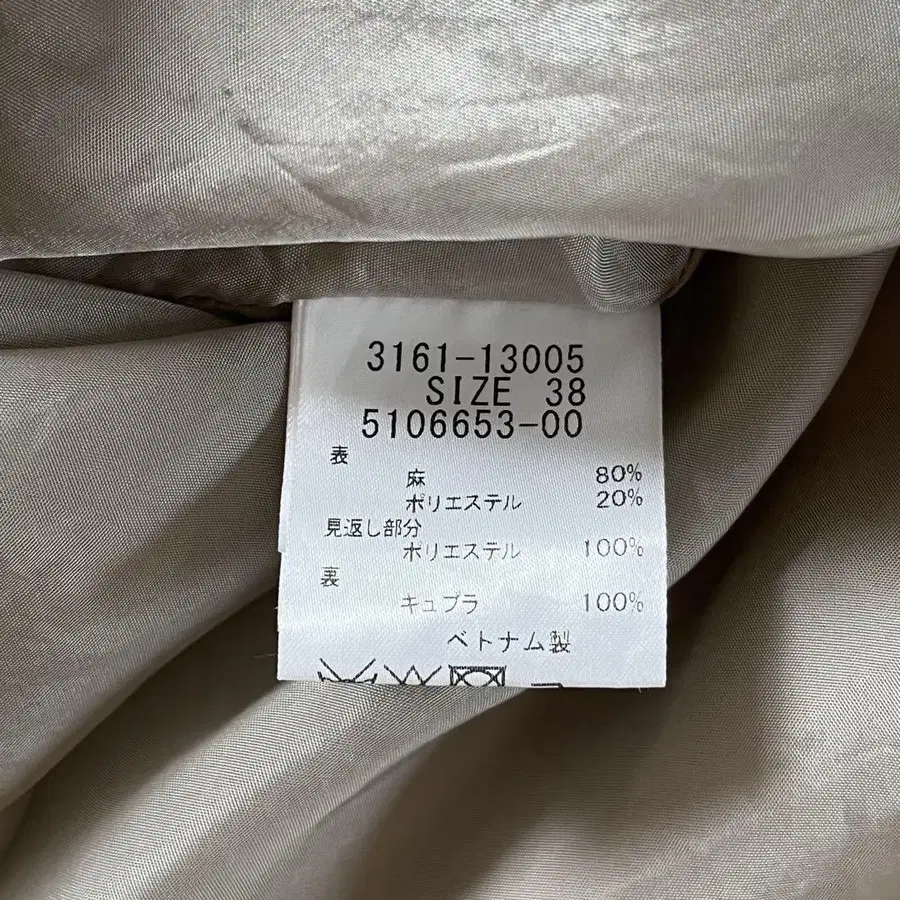 3161-13005
SIZE 38
5106653-00
表
麻 80%
ポリエステル 20%
見返し部分
ポリエステル 100%
裏
キュプラ 100%
ベトナム製